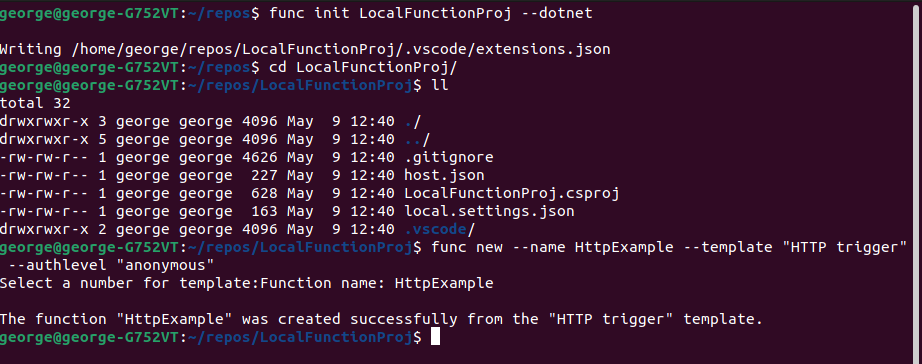 george@george-G752VT:~/repos$ func init LocalFunctionProj --dotnet
Writing /home/george/repos/LocalFunctionProj/.vscode/extensions.json
george@george-G752VT:~/repos$ cd LocalFunctionProj/
george@george-G752VT:~/repos/LocalFunctionProj$ ll
total 32
drwxrwxr-x 3 george george 4096 May  9 12:40 ./
drwxrwxr-x 5 george george 4096 May  9 12:40 ../
-rw-rw-r-- 1 george george 4626 May  9 12:40 .gitignore
-rw-rw-r-- 1 george george  227 May  9 12:40 host.json
-rw-rw-r-- 1 george george  628 May  9 12:40 LocalFunctionProj.csproj
-rw-rw-r-- 1 george george  163 May  9 12:40 local.settings.json
drwxrwxr-x 2 george george 4096 May  9 12:40 .vscode/
george@george-G752VT:~/repos/LocalFunctionProj$ func new --name HttpExample --template "HTTP trigger"
 --authlevel "anonymous"
Select a number for template:Function name: HttpExample
The function "HttpExample" was created successfully from the "HTTP trigger" template.
george@george-G752VT:~/repos/LocalFunctionProj$